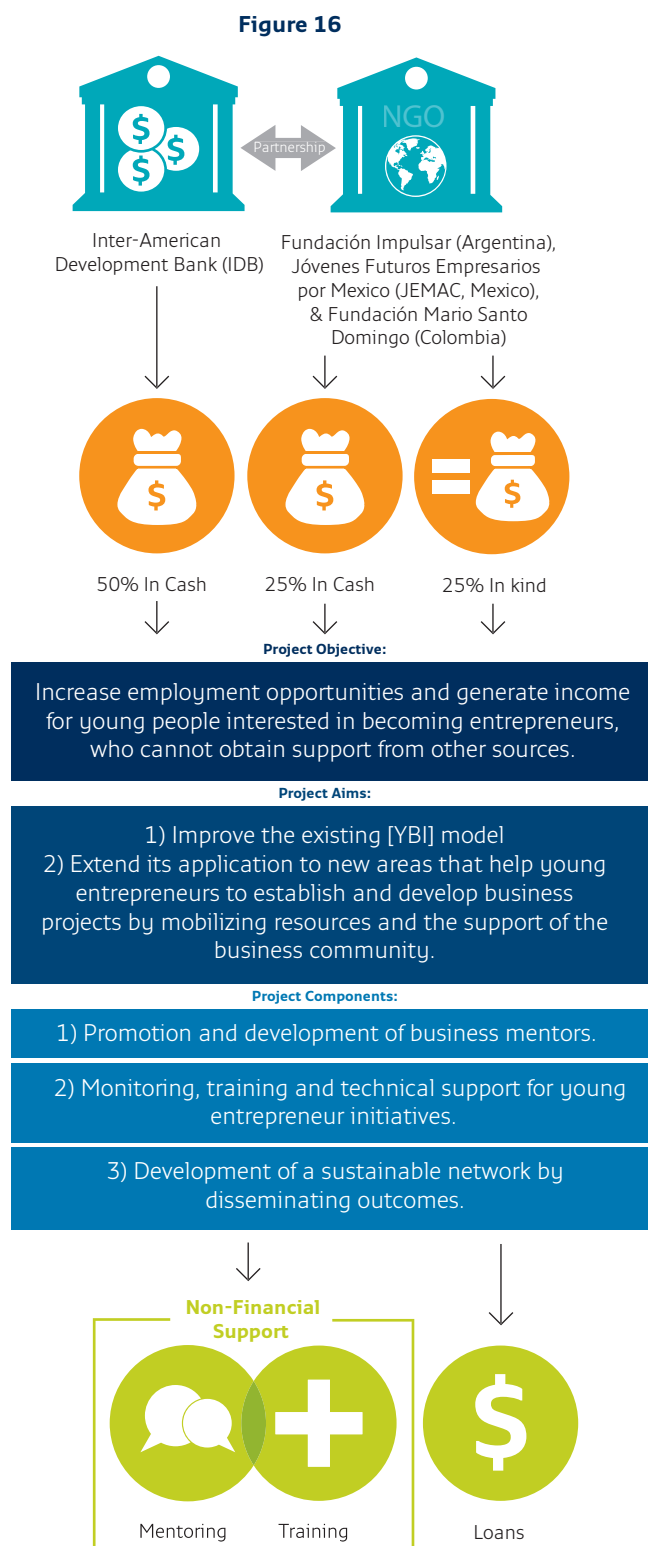 Figure 16
$
$
$
Partnership
NGO
Inter-American
Development Bank (IDB)
Fundación Impulsar (Argentina),
Jóvenes Futuros Empresarios
por Mexico (JEMAC, Mexico),
& Fundación Mario Santo
Domingo (Colombia)
$
$
$
50% In Cash
25% In Cash
25% In kind
Project Objective:
Increase employment opportunities and generate income
for young people interested in becoming entrepreneurs,
who cannot obtain support from other sources.
Project Aims:
1) Improve the existing [YBI] model
2) Extend its application to new areas that help young
entrepreneurs to establish and develop business
projects by mobilizing resources and the support of the
business community.
Project Components:
1) Promotion and development of business mentors.
2) Monitoring, training and technical support for young
entrepreneur initiatives.
3) Development of a sustainable network by
disseminating outcomes.
Non-Financial
Support
$
Mentoring
Training
Loans